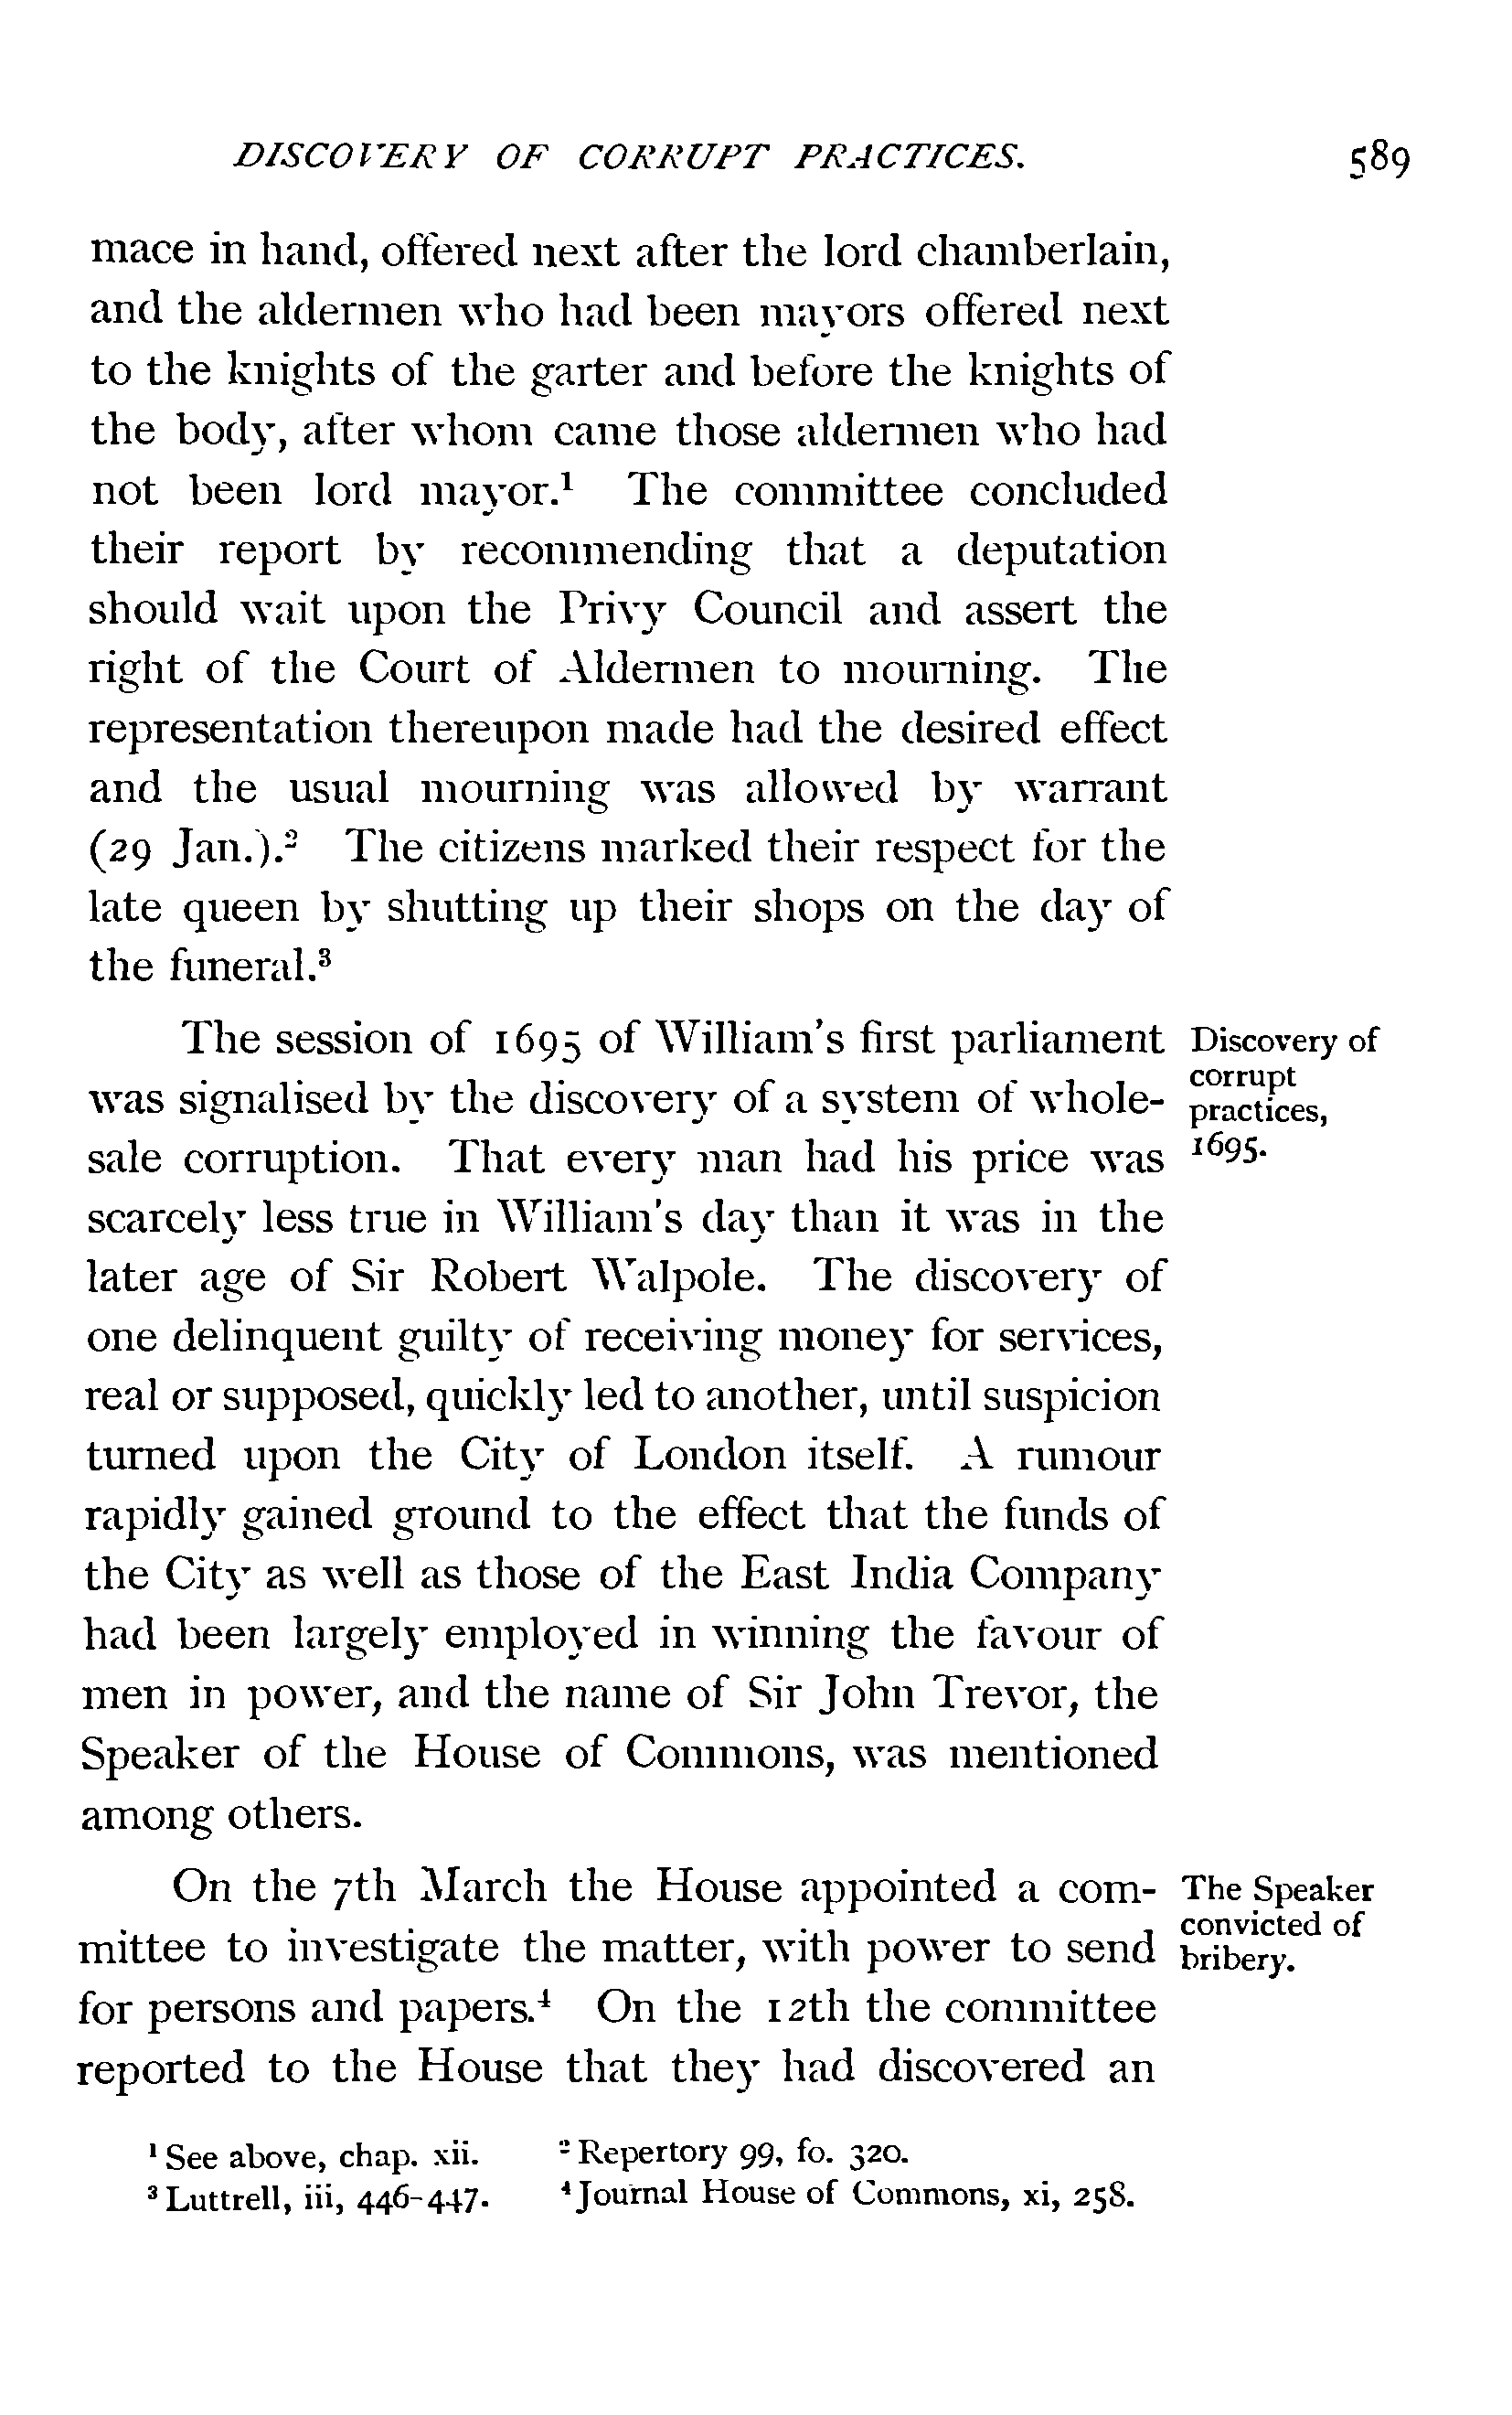 DISCOVERY OF CORRUPT PRACTICES. 589
mace in hand, offered next after the lord chamberlain,
and the aldermen who had been mayors offered next
to the knights of the garter and before the knights of
the body, after whom came those aldermen who had
not been lord mayor.¹ The committee concluded
their report by recommending that a deputation
should wait upon the Privy Council and assert the
right of the Court of Aldermen to mourning. The
representation thereupon made had the desired effect
and the usual mourning was allowed by warrant
(29 Jan.).² The citizens marked their respect for the
late queen by shutting up their shops on the day of
the funeral.³
The session of 1695 of William's first parliament
was signalised by the discovery of a system of whole-
sale corruption. That every man had his price was
scarcely less true in William's day than it was in the
later age of Sir Robert Walpole. The discovery of
one delinquent guilty of receiving money for services,
real or supposed, quickly led to another, until suspicion
turned upon the City of London itself. A rumour
rapidly gained ground to the effect that the funds of
the City as well as those of the East India Company
had been largely employed in winning the favour of
men in power, and the name of Sir John Trevor, the
Speaker of the House of Commons, was mentioned
among others.
Discovery of
corrupt
practices,
1695.
On the 7th March the House appointed a com-
mittee to investigate the matter, with power to send
for persons and papers.⁴ On the 12th the committee
reported to the House that they had discovered an
The Speaker
convicted of
bribery.
¹ See above, chap. xii. ² Repertory 99, fo. 320.
³ Luttrell, iii, 446-447. ⁴ Journal House of Commons, xi, 258.